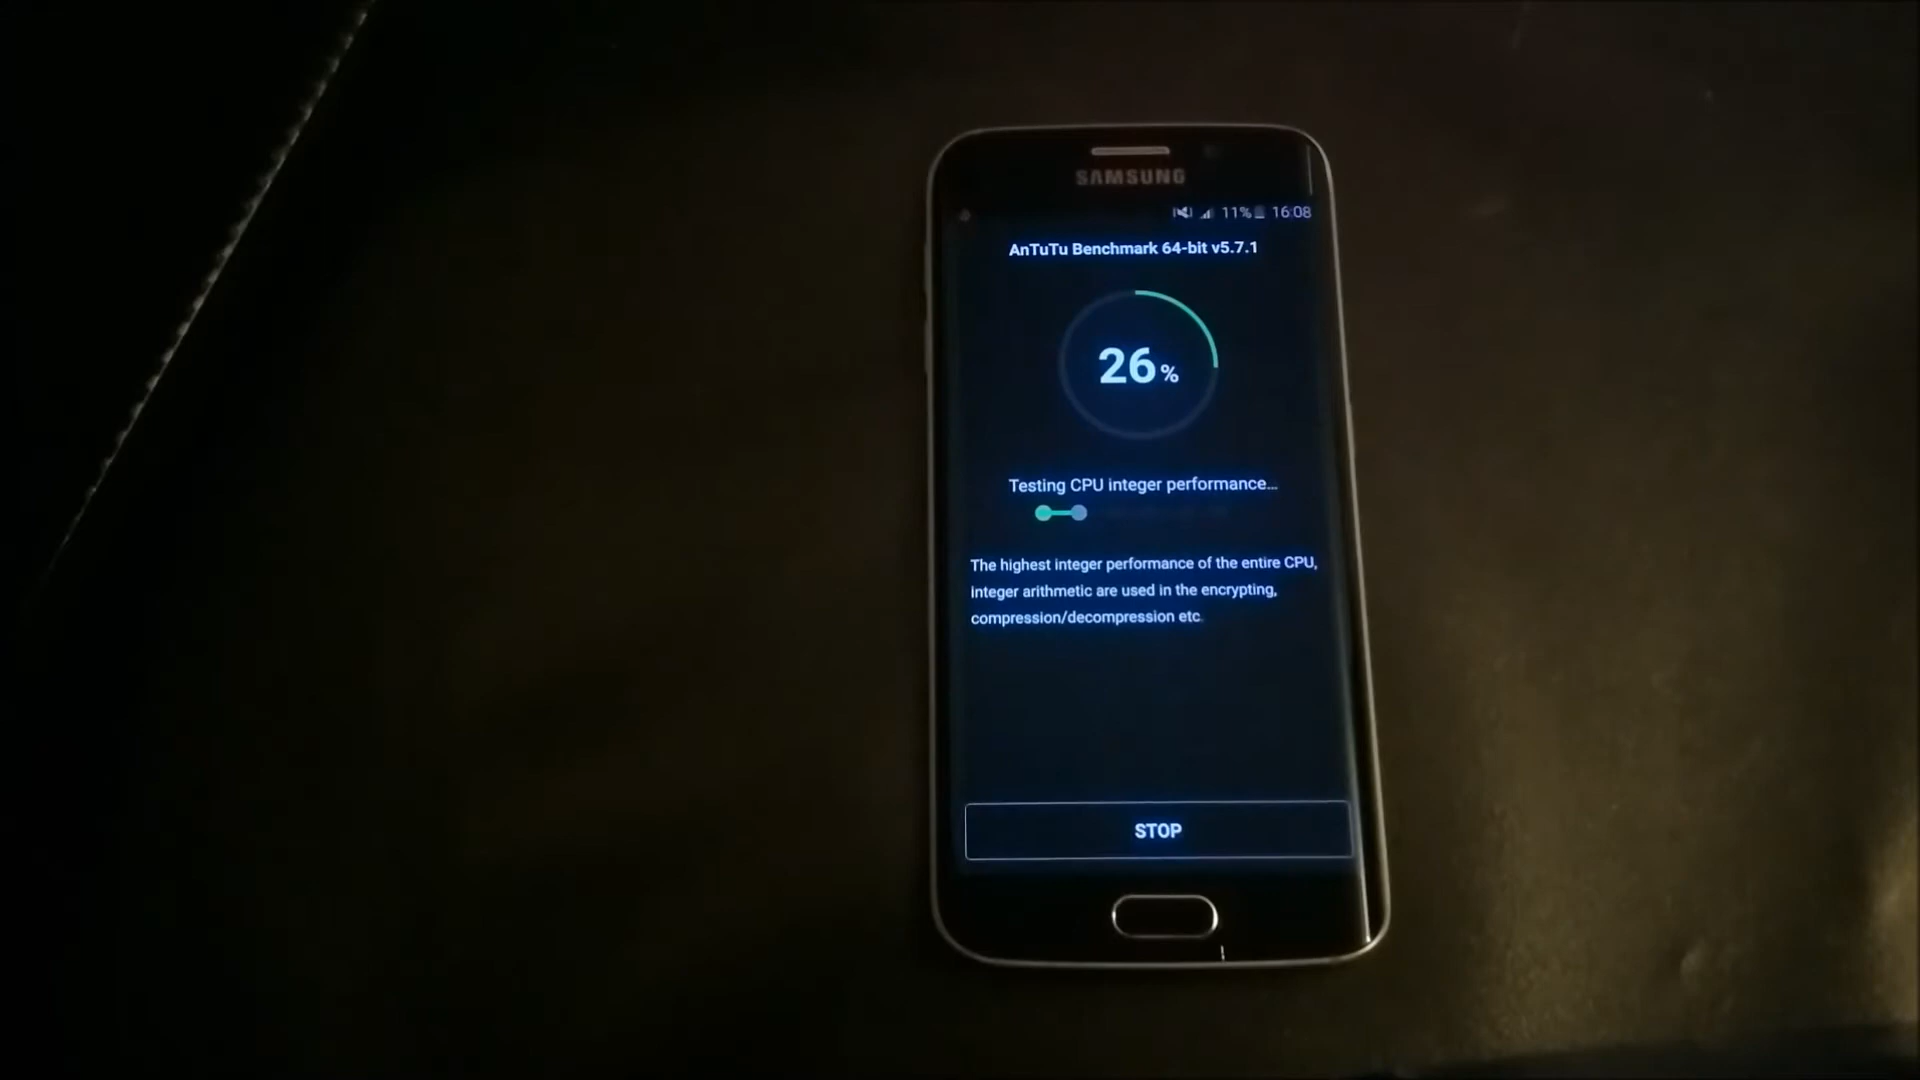 SAMSUNG
11% 16:08
AnTuTu Benchmark 64-bit v5.7.1
26%
Testing CPU integer performance...
The highest integer performance of the entire CPU,
integer arithmetic are used in the encrypting,
compression/decompression etc.
STOP